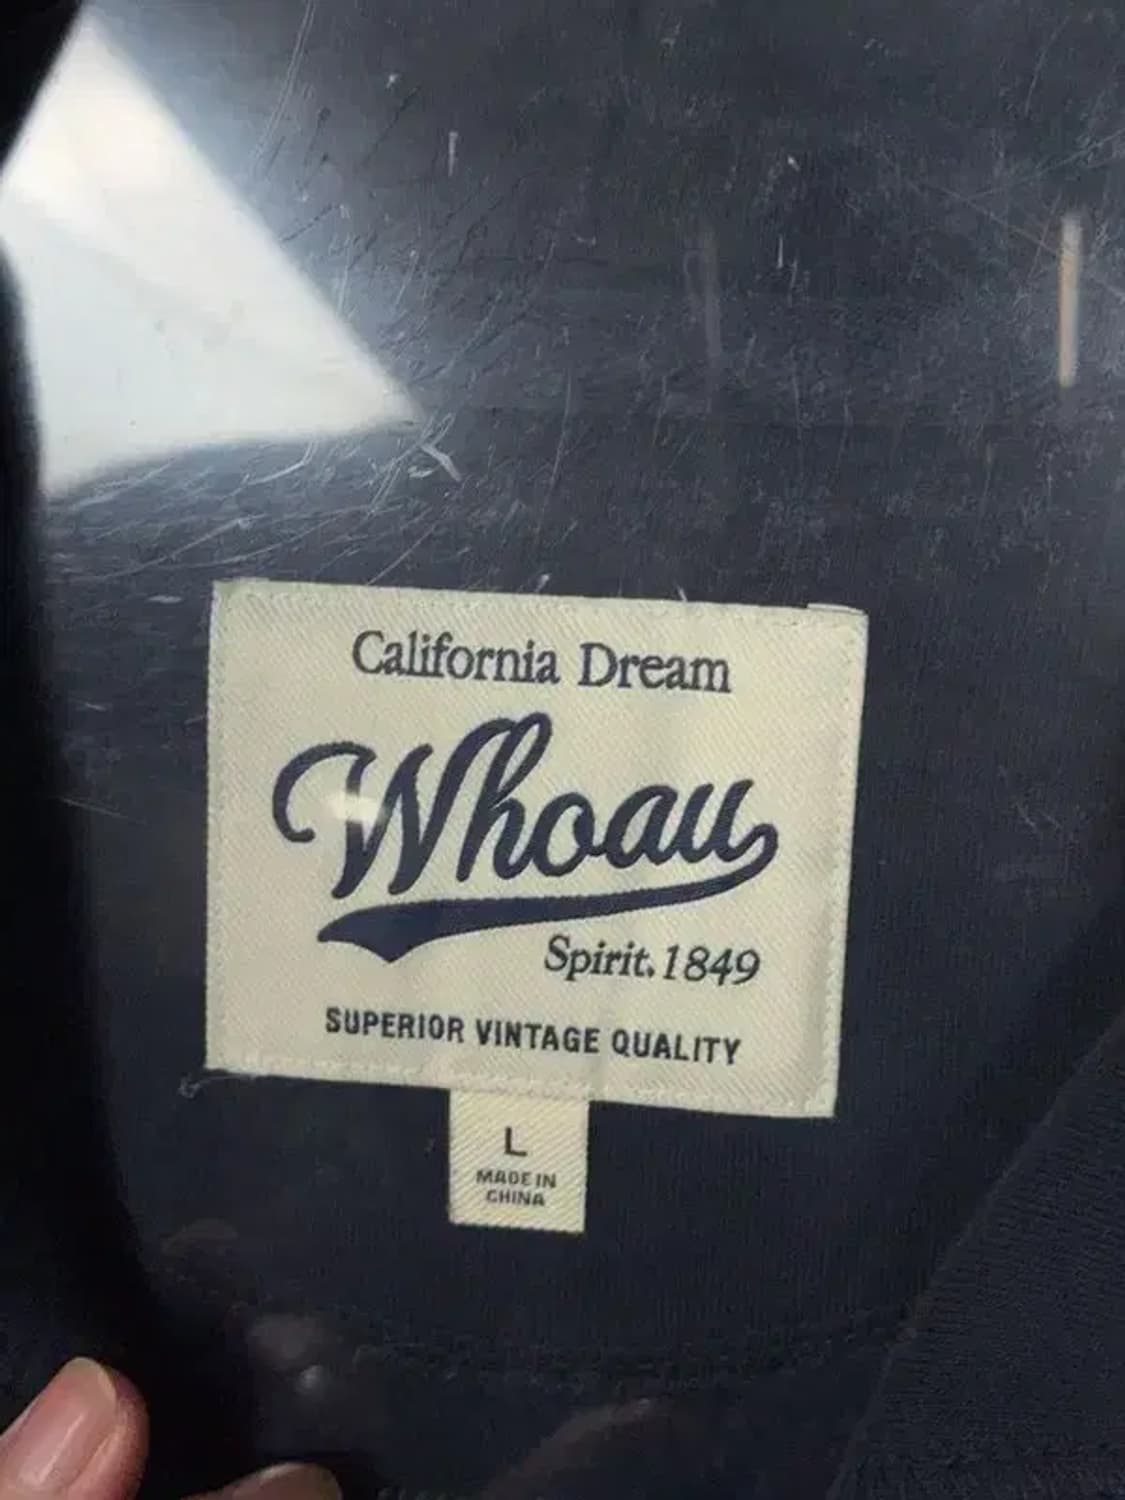 California Dream
Whoau
Spirit.1849
SUPERIOR VINTAGE QUALITY
L
MADE IN
CHINA